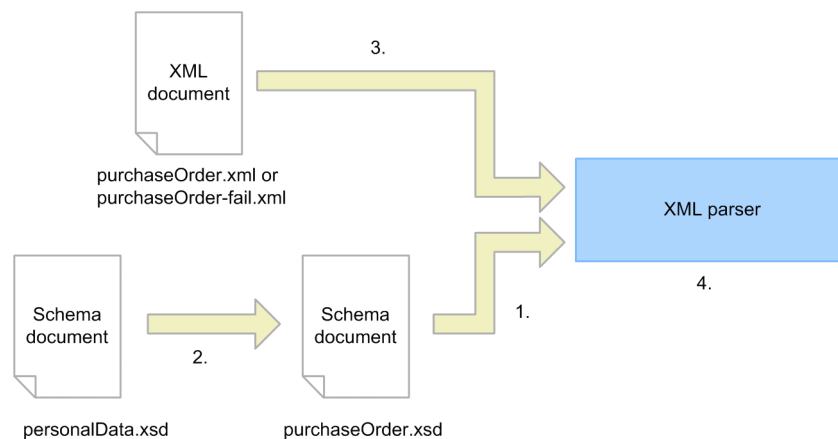 3.
XML
document
purchaseOrder.xml or
purchaseOrder-fail.xml
XML parser
4.
Schema
document
2.
Schema
document
1.
personalData.xsd
purchaseOrder.xsd